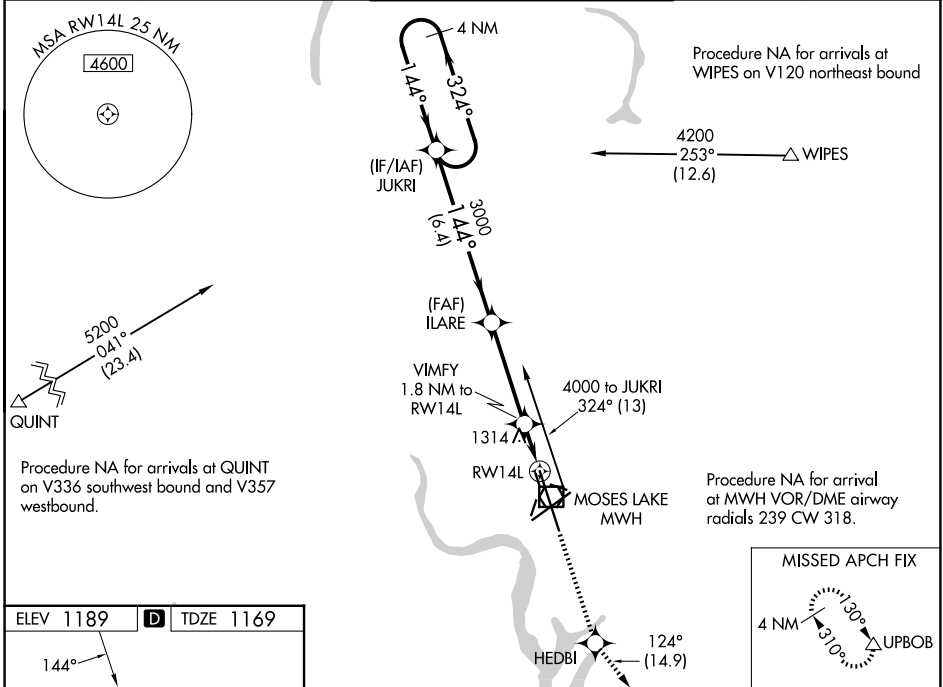 MSA RW14L 25 NM
4600
4 NM
144°
324°
(IF/IAF)
JUKRI
Procedure NA for arrivals at
WIPES on V120 northeast bound
4200
253°
(12.6)
WIPES
3000
144°
(6.4)
5200
041°
(23.4)
QUINT
(FAF)
ILARE
VIMFY
1.8 NM to
RW14L
4000 to JUKRI
324° (13)
1314
RW14L
MOSES LAKE
MWH
Procedure NA for arrivals at QUINT
on V336 southwest bound and V357
westbound.
Procedure NA for arrival
at MWH VOR/DME airway
radials 239 CW 318.
MISSED APCH FIX
4 NM
130°
310°
UPBOB
HEDBI
124°
(14.9)
ELEV 1189 D TDZE 1169
144°